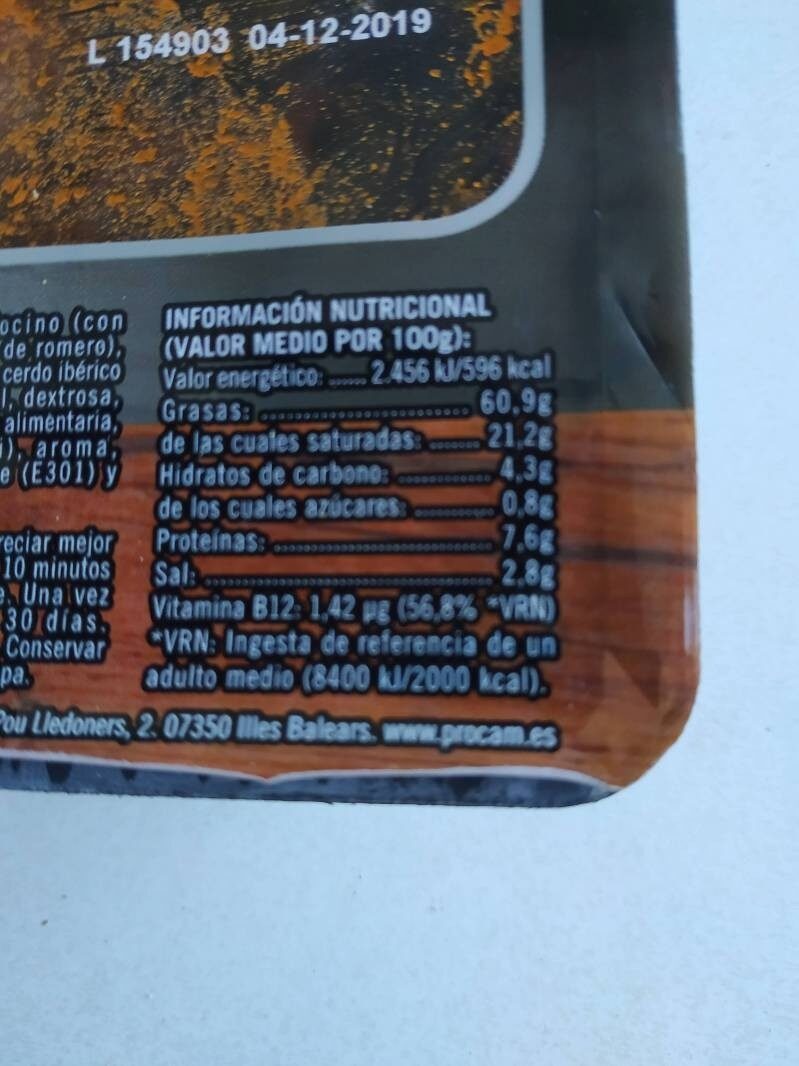 L 154903 04-12-2019
ocino (con
de romero),
cerdo ibérico
l, dextrosa,
alimentaria,
i), aroma,
e (E301) y
eciar mejor
10 minutos
e. Una vez
30 días.
Conservar
pa.
INFORMACIÓN NUTRICIONAL
(VALOR MEDIO POR 100g):
Valor energético: ...... 2.456 kJ/596 kcal
Grasas: .............................. 60,9g
de las cuales saturadas: ........ 21,2g
Hidratos de carbono: ............. 4,3g
de los cuales azúcares: .......... 0,8g
Proteínas: ............................. 7,6g
Sal: ...................................... 2,8g
Vitamina B12: 1,42 µg (56,8% *VRN)
*VRN: Ingesta de referencia de un
adulto medio (8400 kJ/2000 kcal).
Pou Lledoners, 2. 07350 Illes Balears. www.procam.es